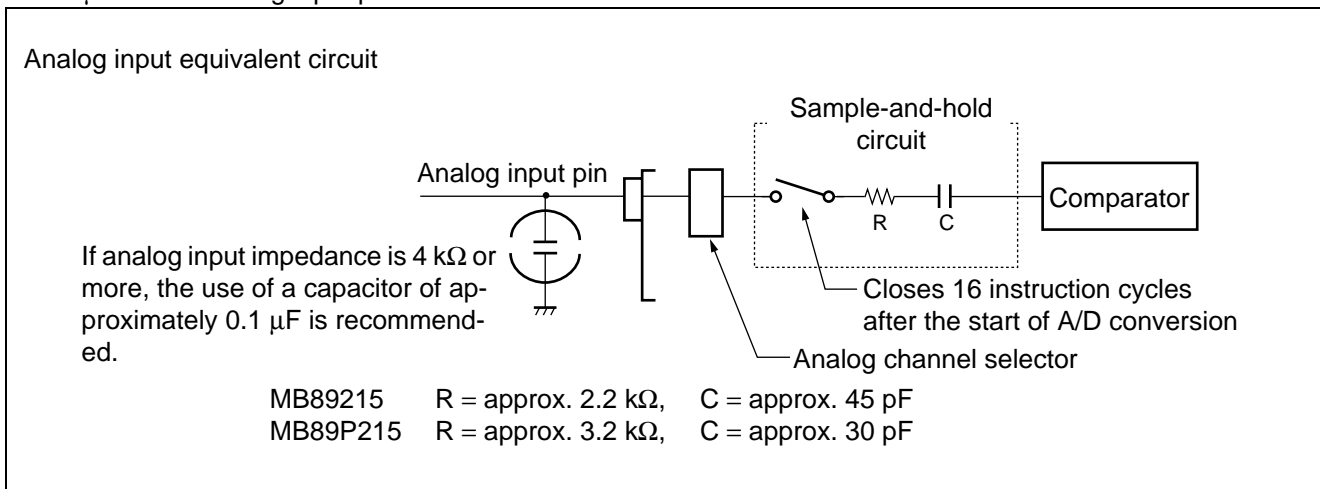 Analog input equivalent circuit
Sample-and-hold
circuit
Analog input pin
Comparator
R
C
If analog input impedance is 4 kΩ or
more, the use of a capacitor of ap-
proximately 0.1 μF is recommend-
ed.
Closes 16 instruction cycles
after the start of A/D conversion
Analog channel selector
MB89215 R = approx. 2.2 kΩ, C = approx. 45 pF
MB89P215 R = approx. 3.2 kΩ, C = approx. 30 pF